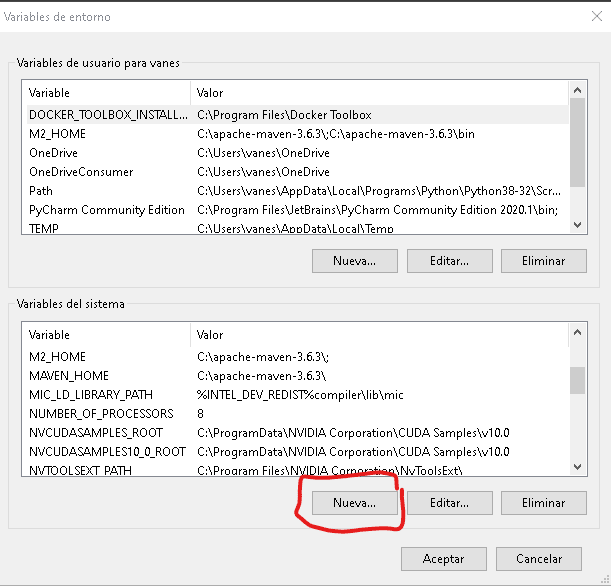 Variables de entorno
Variables de usuario para vanes
Variable Valor
DOCKER_TOOLBOX_INSTALL... C:\Program Files\Docker Toolbox
M2_HOME C:\apache-maven-3.6.3\;C:\apache-maven-3.6.3\bin
OneDrive C:\Users\vanes\OneDrive
OneDriveConsumer C:\Users\vanes\OneDrive
Path C:\Users\vanes\AppData\Local\Programs\Python\Python38-32\Scr...
PyCharm Community Edition C:\Program Files\JetBrains\PyCharm Community Edition 2020.1\bin;
TEMP C:\Users\vanes\AppData\Local\Temp
Nueva... Editar... Eliminar
Variables del sistema
Variable Valor
M2_HOME C:\apache-maven-3.6.3\;
MAVEN_HOME C:\apache-maven-3.6.3\
MIC_LD_LIBRARY_PATH %INTEL_DEV_REDIST%compiler\lib\mic
NUMBER_OF_PROCESSORS 8
NVCUDASAMPLES_ROOT C:\ProgramData\NVIDIA Corporation\CUDA Samples\v10.0
NVCUDASAMPLES10_0_ROOT C:\ProgramData\NVIDIA Corporation\CUDA Samples\v10.0
NVTOOLSEXT_PATH C:\Program Files\NVIDIA Corporation\NvToolsExt\
Nueva... Editar... Eliminar
Aceptar Cancelar